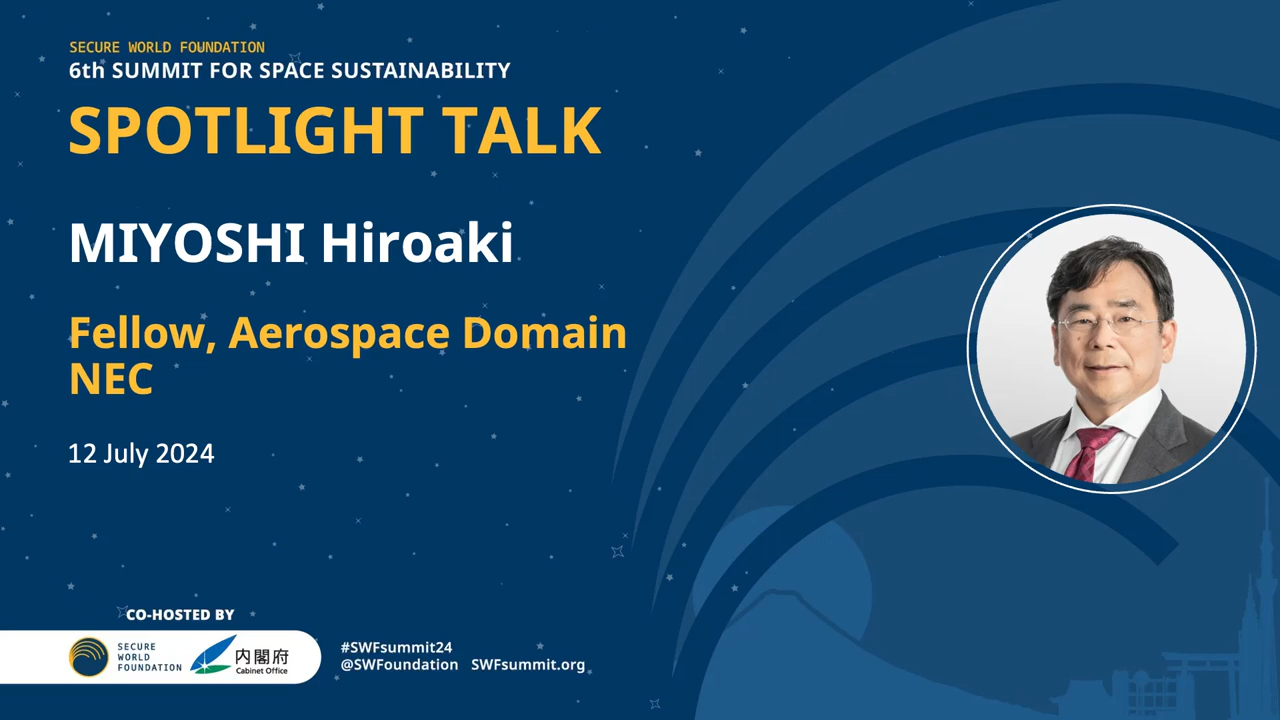 SECURE WORLD FOUNDATION
6th SUMMIT FOR SPACE SUSTAINABILITY
SPOTLIGHT TALK
MIYOSHI Hiroaki
Fellow, Aerospace Domain
NEC
12 July 2024
CO-HOSTED BY
SECURE
WORLD
FOUNDATION
内閣府
Cabinet Office
#SWFsummit24
@SWFoundation SWFsummit.org